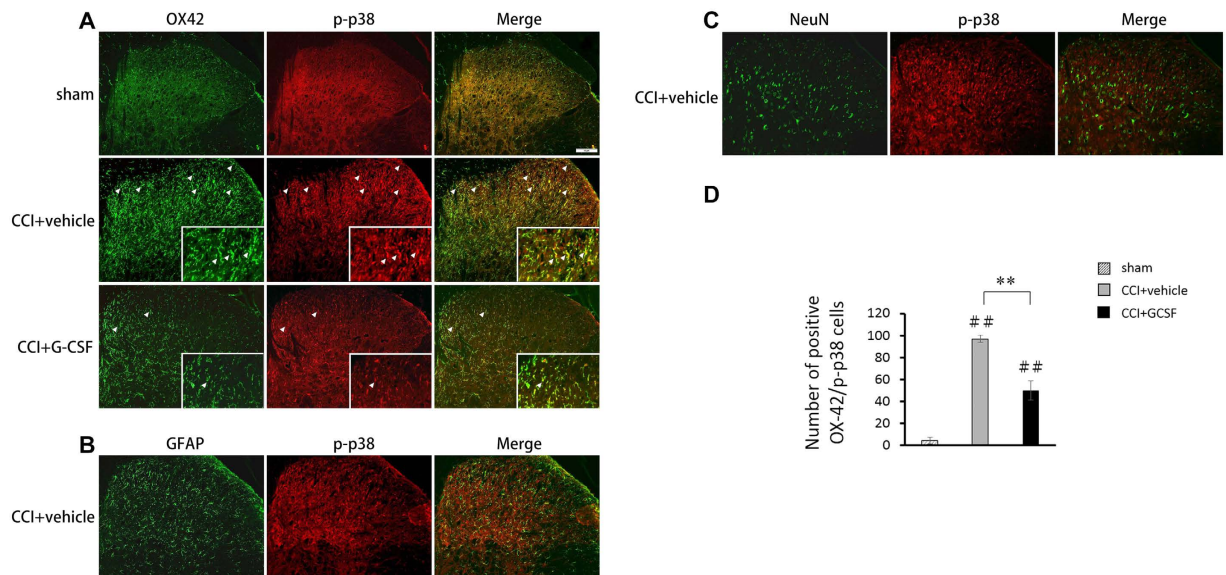 A
OX42 p-p38 Merge
sham
CCI+vehicle
CCI+G-CSF
B
GFAP p-p38 Merge
CCI+vehicle
C
NeuN p-p38 Merge
CCI+vehicle
D
Number of positive
OX-42/p-p38 cells
120
100
80
60
40
20
0
##
**
##
sham
CCI+vehicle
CCI+GCSF